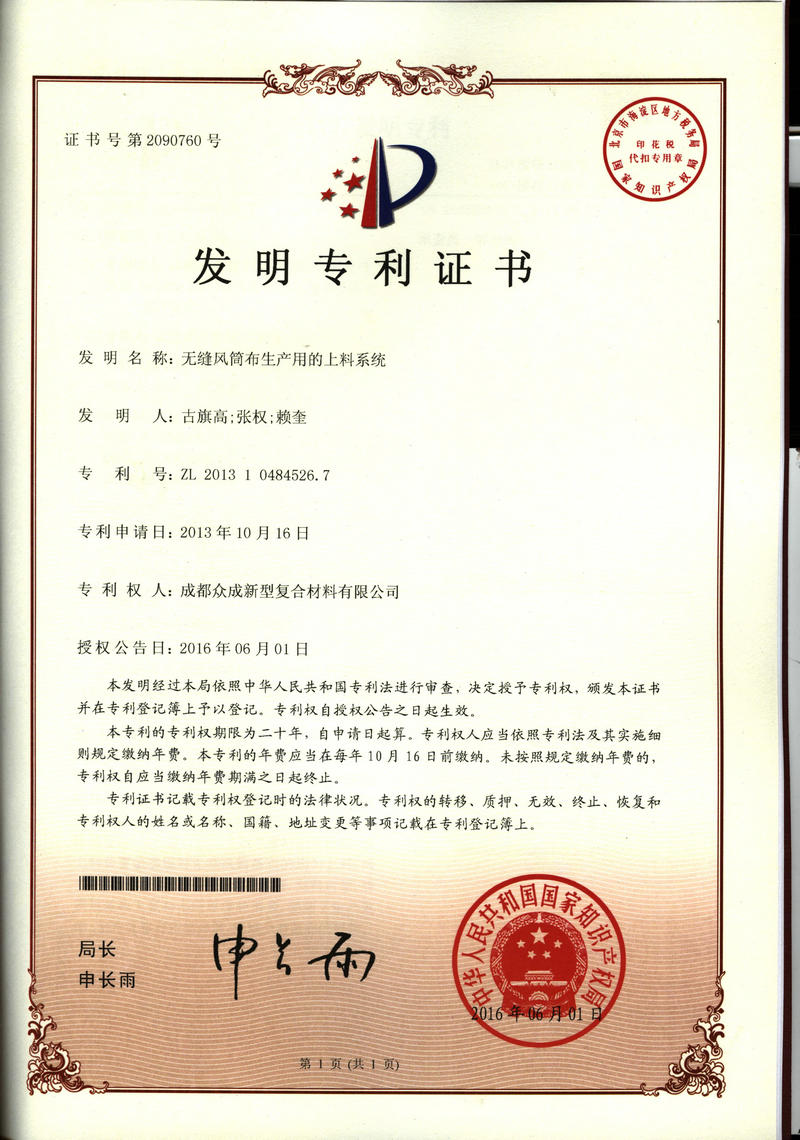 证书号第2090760号
北京市海淀区地方税务局
印花税
代扣专用章
国家知识产权局
发明专利证书
发明名称：无缝风筒布生产用的上料系统
发明人：古旗高;张权;赖奎
专利号：ZL 2013 1 0484526.7
专利申请日：2013年10月16日
专利权人：成都众成新型复合材料有限公司
授权公告日：2016年06月01日
本发明经过本局依照中华人民共和国专利法进行审查，决定授予专利权，颁发本证书
并在专利登记簿上予以登记。专利权自授权公告之日起生效。
本专利的专利权期限为二十年，自申请日起算。专利权人应当依照专利法及其实施细
则规定缴纳年费。本专利的年费应当在每年10月16日前缴纳。未按照规定缴纳年费的，
专利权自应当缴纳年费期满之日起终止。
专利证书记载专利权登记时的法律状况。专利权的转移、质押、无效、终止、恢复和
专利权人的姓名或名称、国籍、地址变更等事项记载在专利登记簿上。
局长
申长雨
申长雨
中华人民共和国国家知识产权局
2016年06月01日
第1页(共1页)